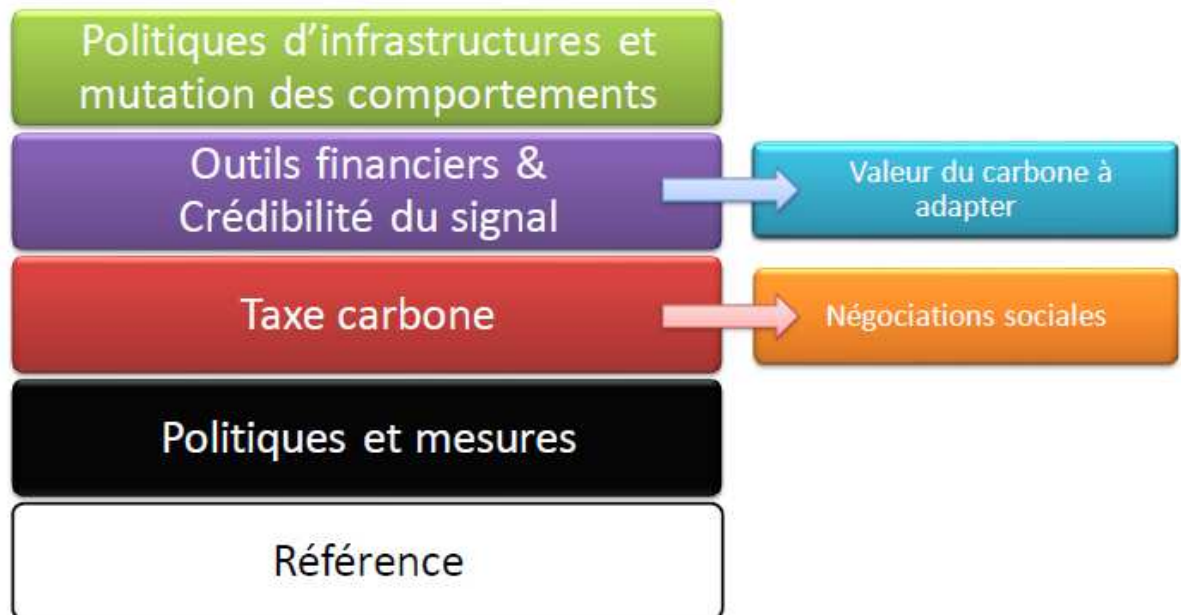 Politiques d’infrastructures et
mutation des comportements
Outils financiers &
Crédibilité du signal
Valeur du carbone à
adapter
Taxe carbone
Négociations sociales
Politiques et mesures
Référence